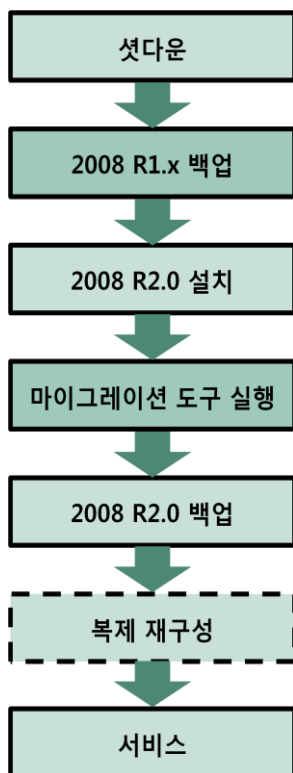 셧다운
2008 R1.x 백업
2008 R2.0 설치
마이그레이션 도구 실행
2008 R2.0 백업
복제 재구성
서비스